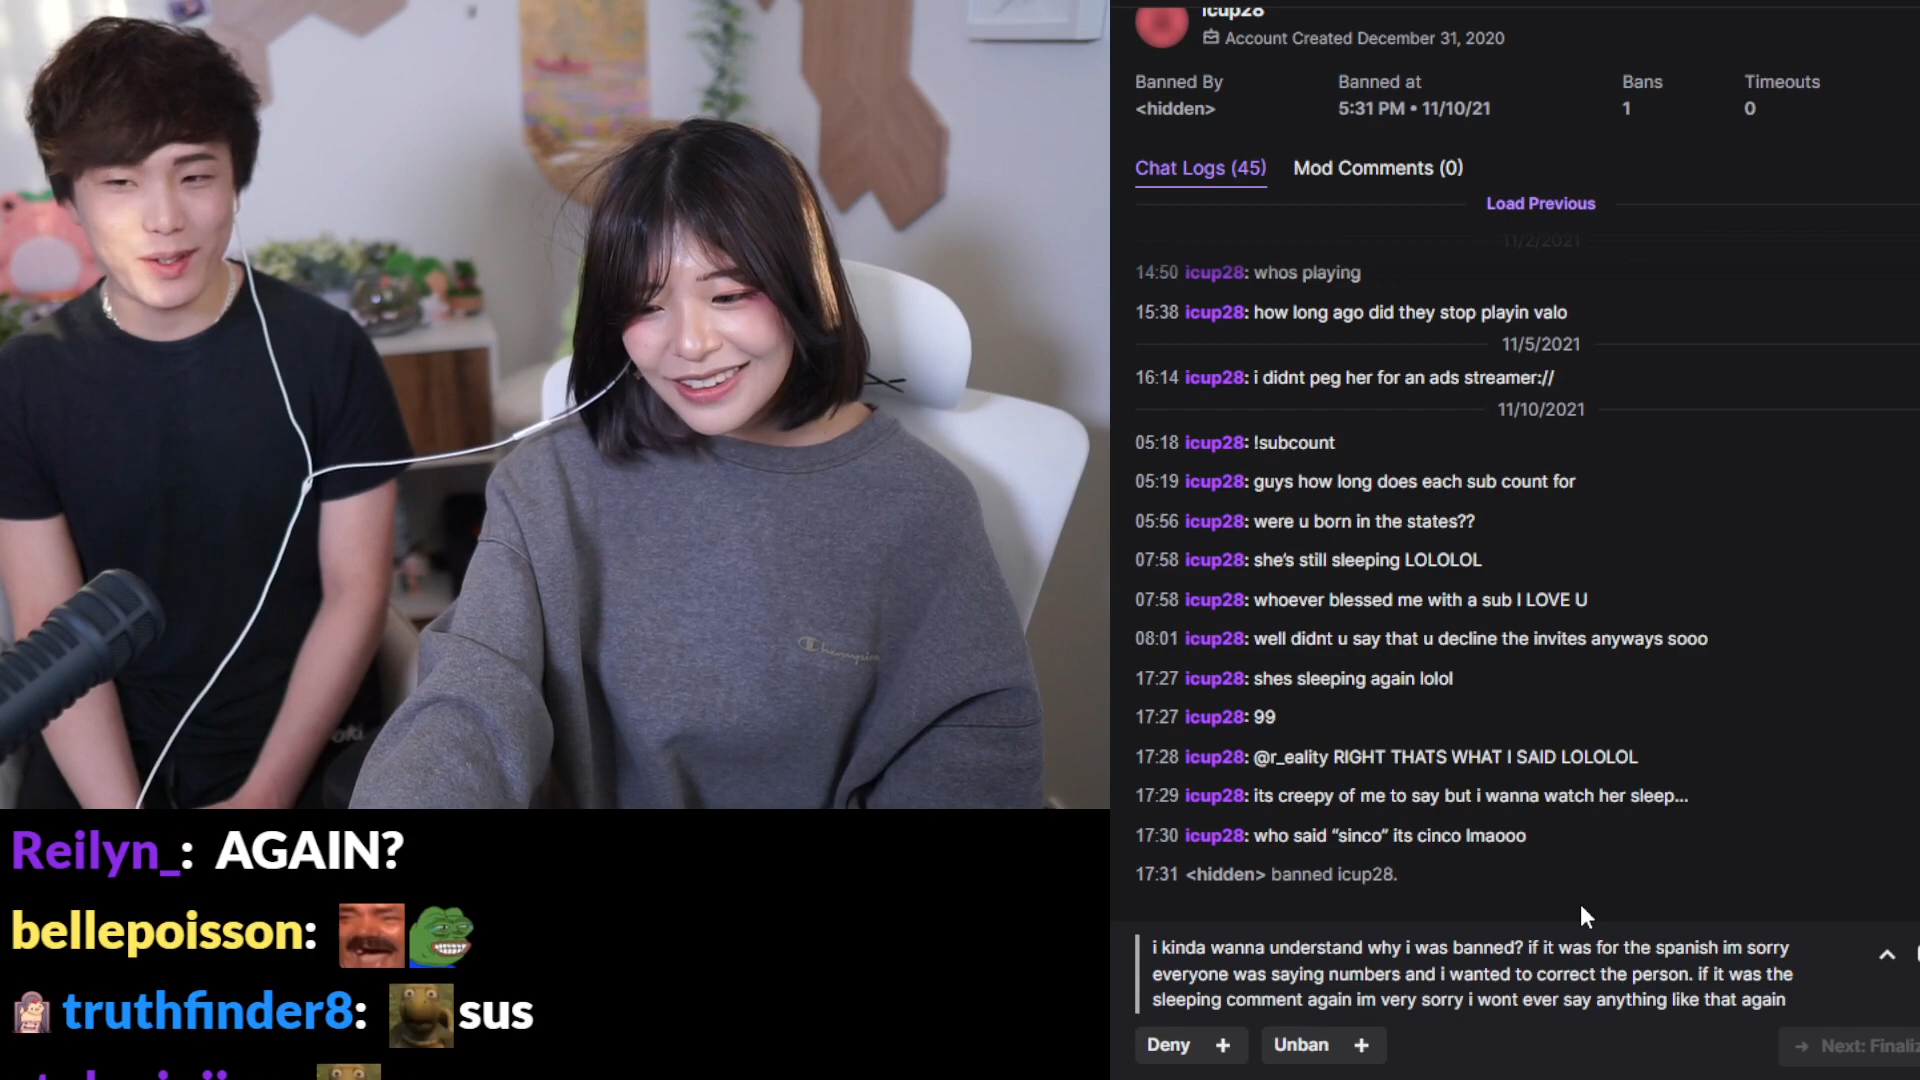 icup28
Account Created December 31, 2020
Banned By
Banned at
Bans
Timeouts
<hidden>
5:31 PM • 11/10/21
1
0
Chat Logs (45)
Mod Comments (0)
Load Previous
11/2/2021
14:50 icup28: whos playing
15:38 icup28: how long ago did they stop playin valo
11/5/2021
16:14 icup28: i didnt peg her for an ads streamer://
11/10/2021
05:18 icup28: !subcount
05:19 icup28: guys how long does each sub count for
05:56 icup28: were u born in the states??
07:58 icup28: she's still sleeping LOLOLOL
07:58 icup28: whoever blessed me with a sub I LOVE U
08:01 icup28: well didnt u say that u decline the invites anyways sooo
17:27 icup28: shes sleeping again lolol
17:27 icup28: 99
17:28 icup28: @r_eality RIGHT THATS WHAT I SAID LOLOLOL
17:29 icup28: its creepy of me to say but i wanna watch her sleep...
17:30 icup28: who said “sinco” its cinco lmaooo
17:31 <hidden> banned icup28.
i kinda wanna understand why i was banned? if it was for the spanish im sorry
everyone was saying numbers and i wanted to correct the person. if it was the
sleeping comment again im very sorry i wont ever say anything like that again
Deny +
Unban +
→ Next: Finaliz
Champion
Reilyn_: AGAIN?
bellepoisson:
truthfinder8: sus